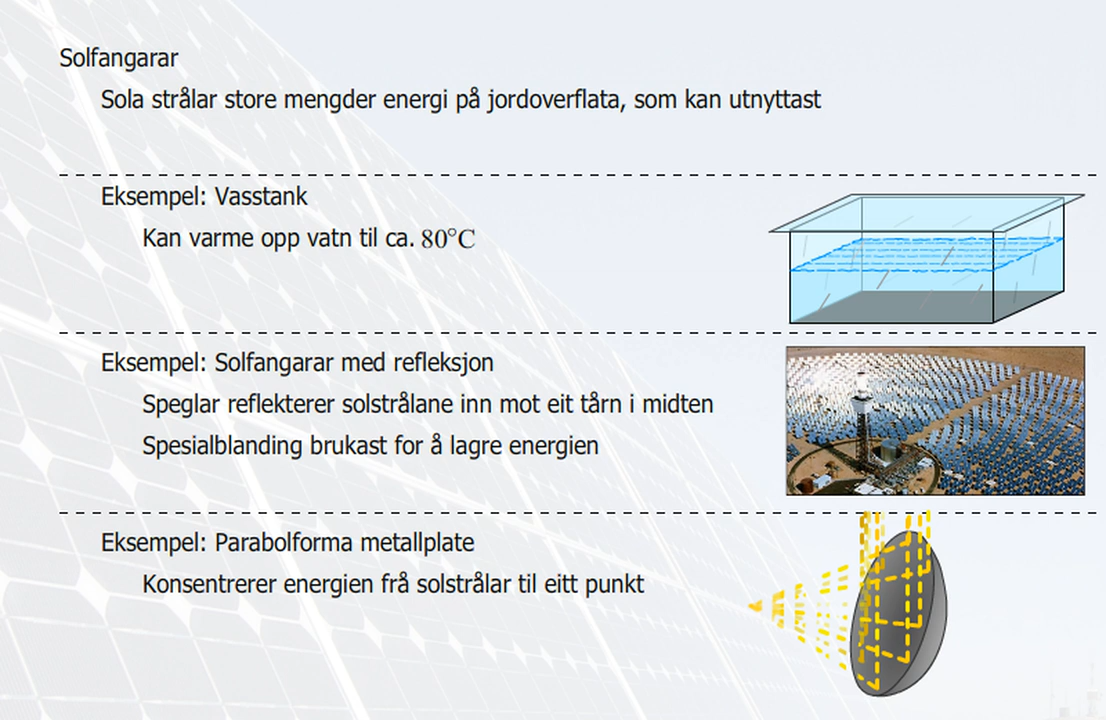 Solfangarar
Sola strålar store mengder energi på jordoverflata, som kan utnyttast
Eksempel: Vasstank
Kan varme opp vatn til ca. 80°C
Eksempel: Solfangarar med refleksjon
Speglar reflekterer solstrålane inn mot eit tårn i midten
Spesialblanding brukast for å lagre energien
Eksempel: Parabolforma metallplate
Konsentrerer energien frå solstrålar til eitt punkt